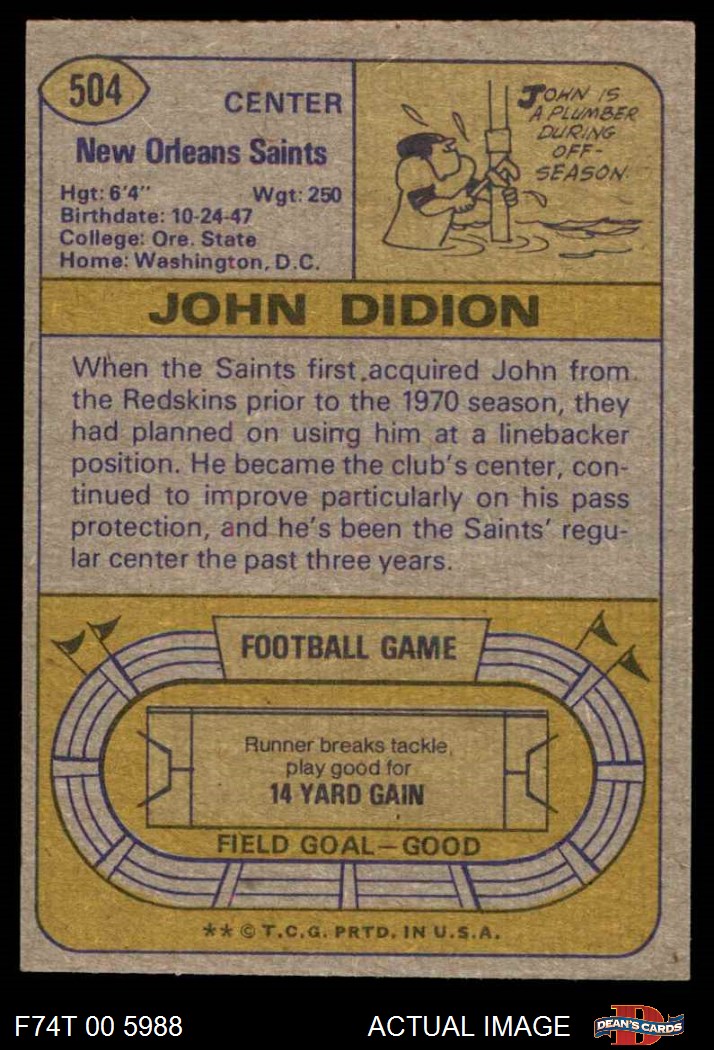 504
CENTER
New Orleans Saints
Hgt: 6'4" Wgt: 250
Birthdate: 10-24-47
College: Ore. State
Home: Washington, D.C.
JOHN IS
A PLUMBER
DURING
OFF-
SEASON.
JOHN DIDION
When the Saints first acquired John from
the Redskins prior to the 1970 season, they
had planned on using him at a linebacker
position. He became the club's center, con-
tinued to improve particularly on his pass
protection, and he's been the Saints' regu-
lar center the past three years.
FOOTBALL GAME
Runner breaks tackle,
play good for
14 YARD GAIN
FIELD GOAL—GOOD
** © T.C.G. PRTD. IN U.S.A.
F74T 00 5988 ACTUAL IMAGE
D
DEAN'S CARDS